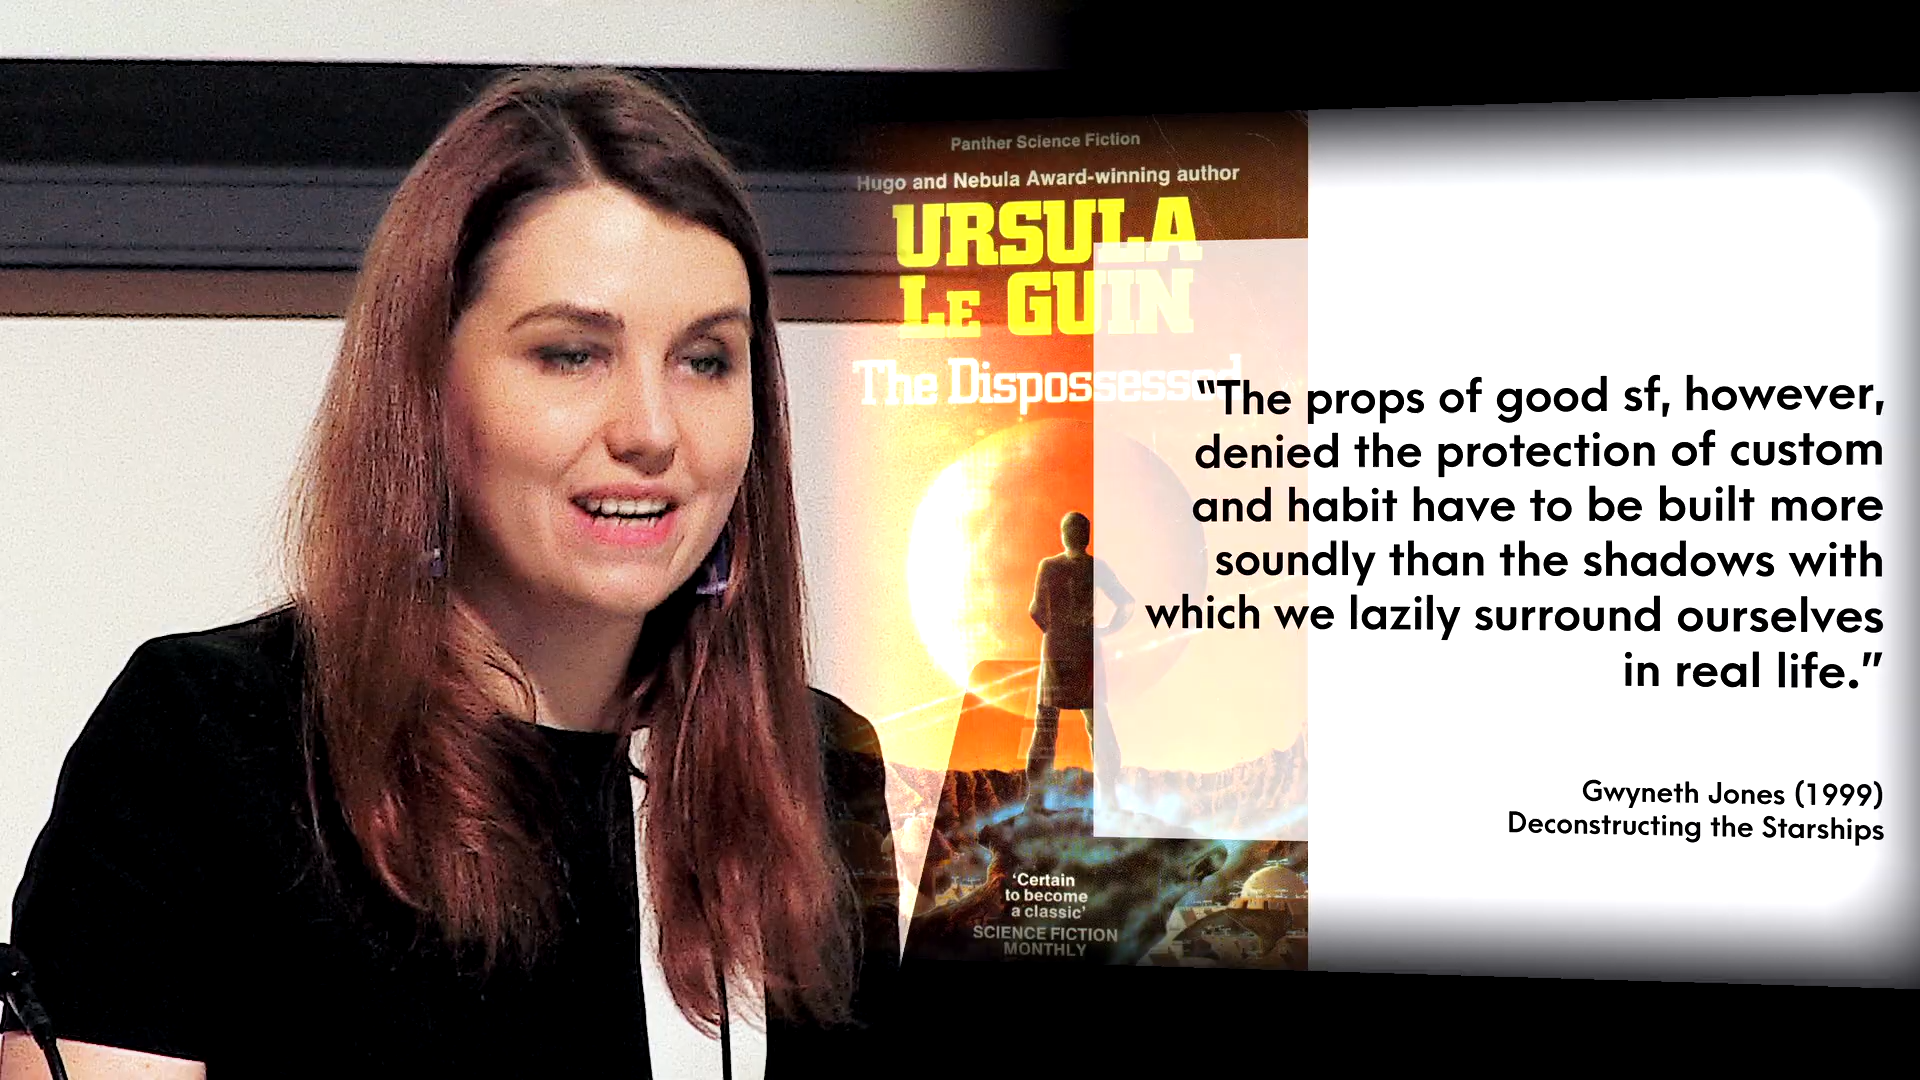 Panther Science Fiction
Hugo and Nebula Award-winning author
URSULA
LE GUIN
The Dispossessed
“The props of good sf, however,
denied the protection of custom
and habit have to be built more
soundly than the shadows with
which we lazily surround ourselves
in real life.”
Gwyneth Jones (1999)
Deconstructing the Starships
‘Certain
to become
a classic’
SCIENCE FICTION
MONTHLY